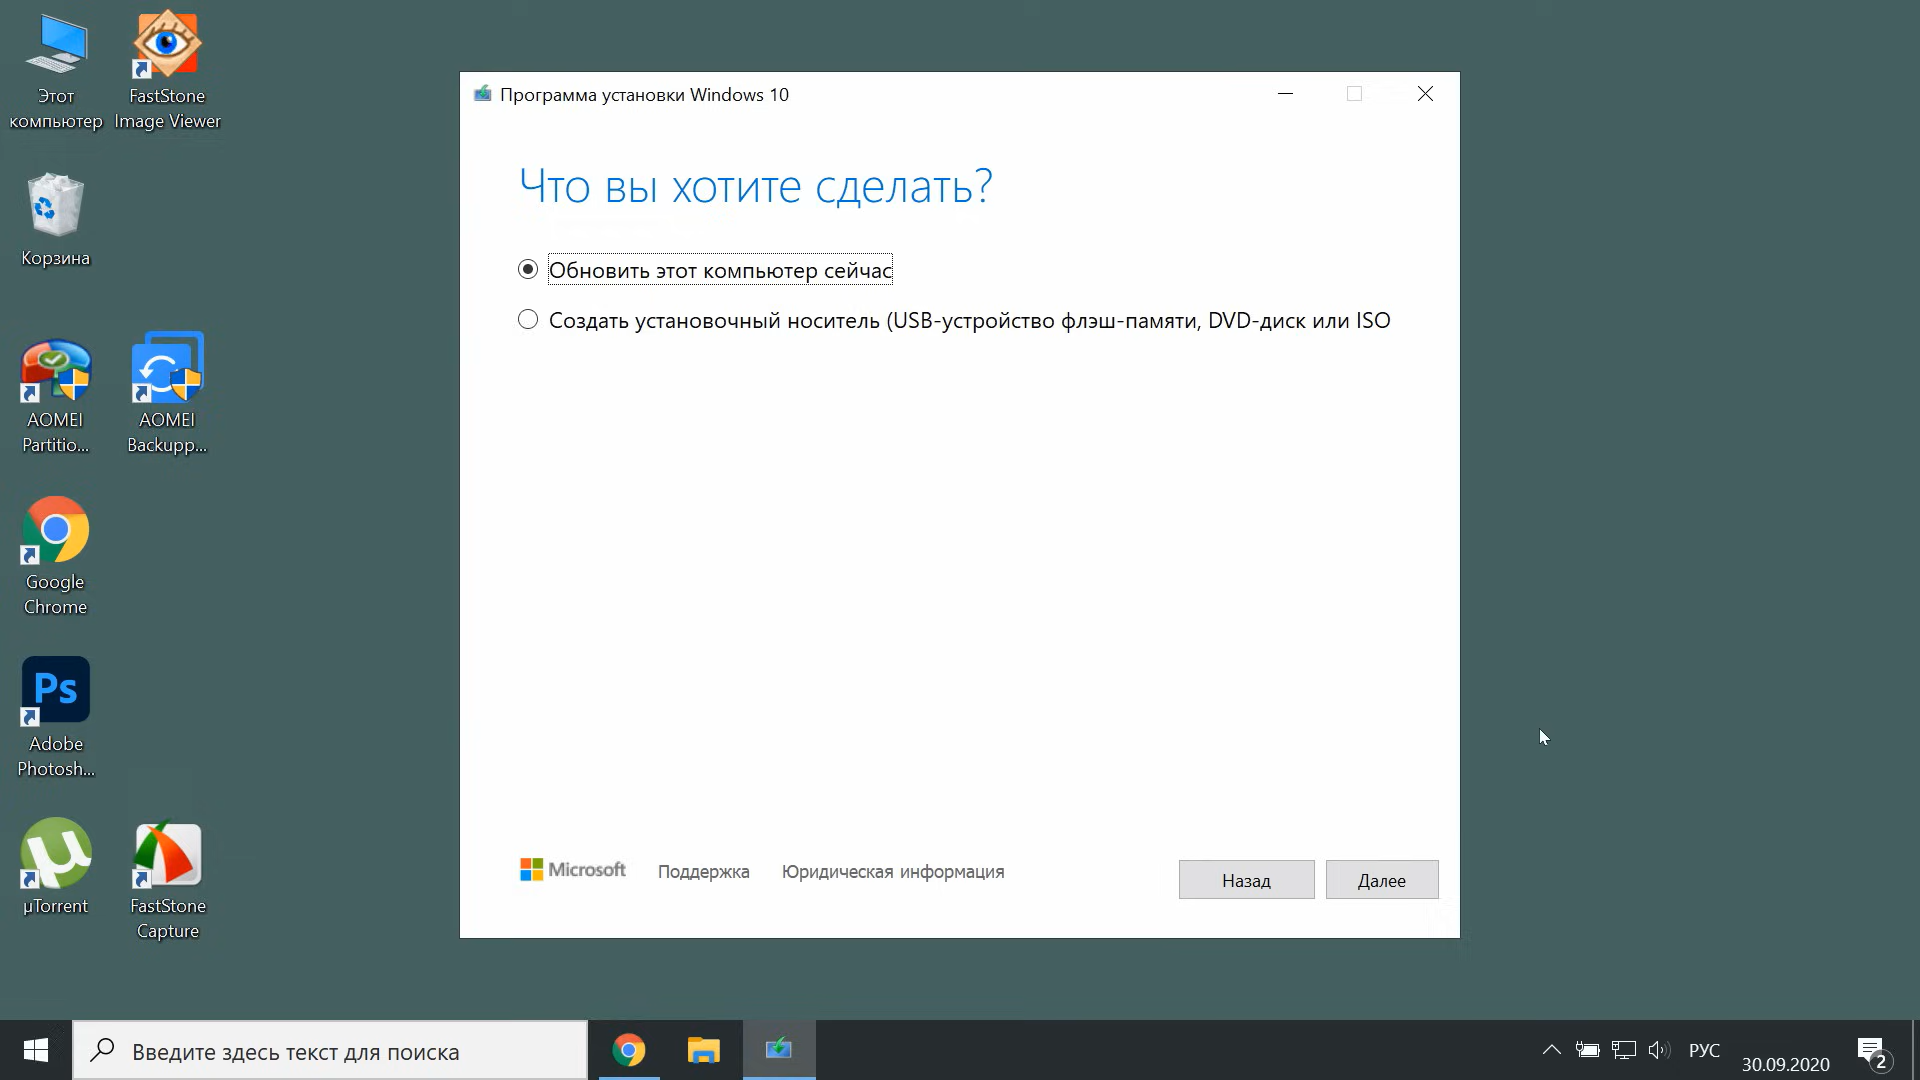 Этот
компьютер
FastStone
Image Viewer
Корзина
AOMEI
Partitio...
AOMEI
Backupp...
Google
Chrome
Ps
Adobe
Photosh...
µ
µTorrent
FastStone
Capture
Программа установки Windows 10
Что вы хотите сделать?
Обновить этот компьютер сейчас
Создать установочный носитель (USB-устройство флэш-памяти, DVD-диск или ISO
Microsoft
Поддержка
Юридическая информация
Назад
Далее
Введите здесь текст для поиска
РУС
30.09.2020
2